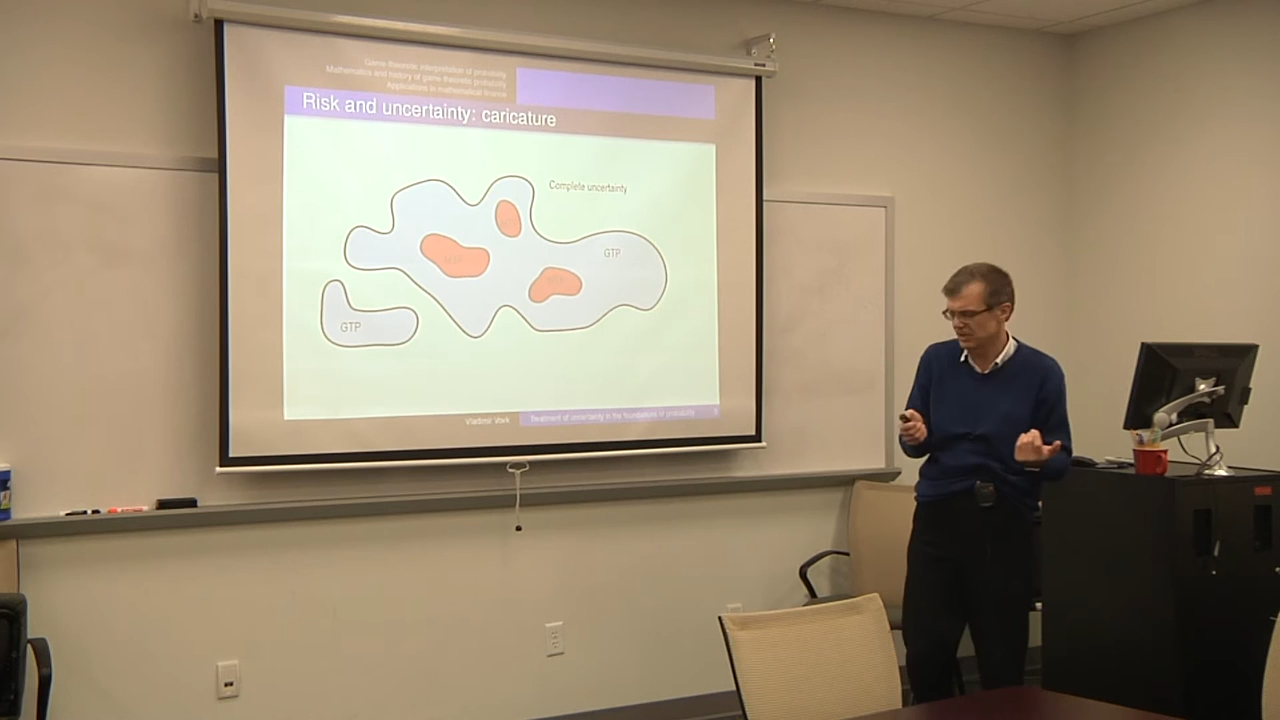 Game-theoretic interpretation of probability
Mathematics and history of game-theoretic probability
Applications in mathematical finance
Risk and uncertainty: caricature
Complete uncertainty
GTP
GTP
Vladimir Vovk
Treatment of uncertainty in the foundations of probability